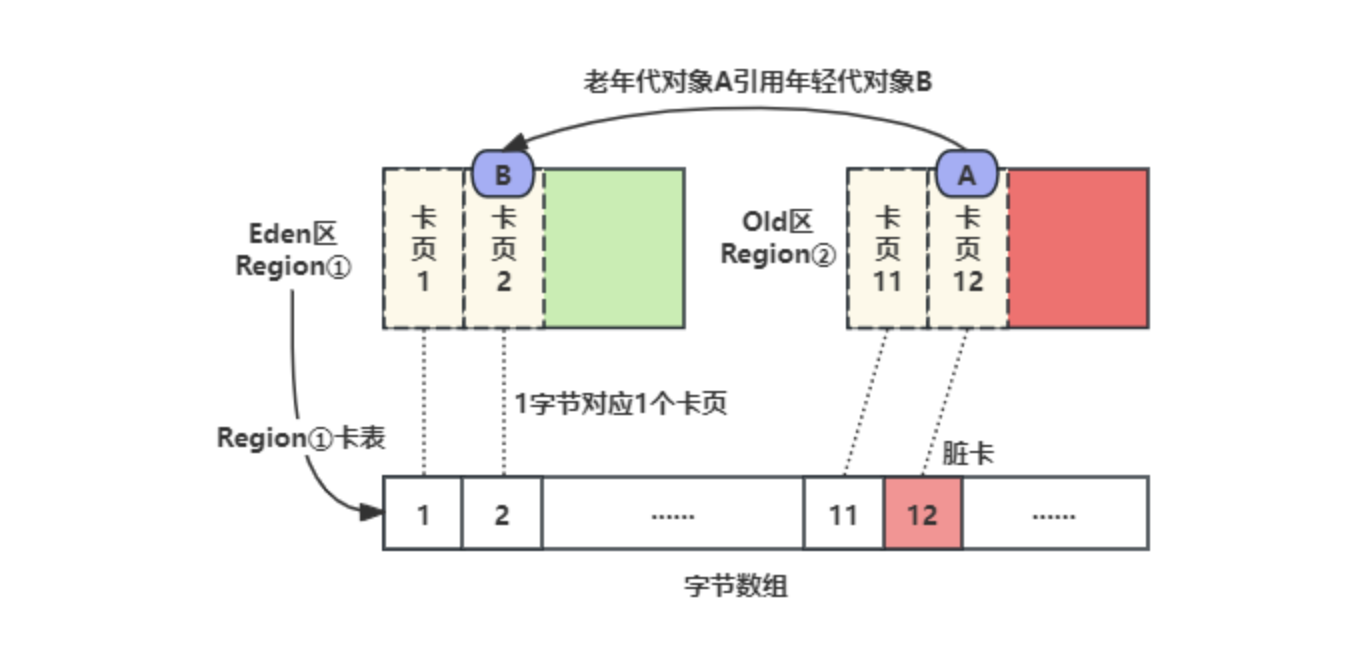 老年代对象A引用年轻代对象B
B
A
卡
页
1
卡
页
2
Eden区
Region①
Old区
Region②
卡
页
11
卡
页
12
1字节对应1个卡页
Region①卡表
脏卡
1
2
······
11
12
······
字节数组